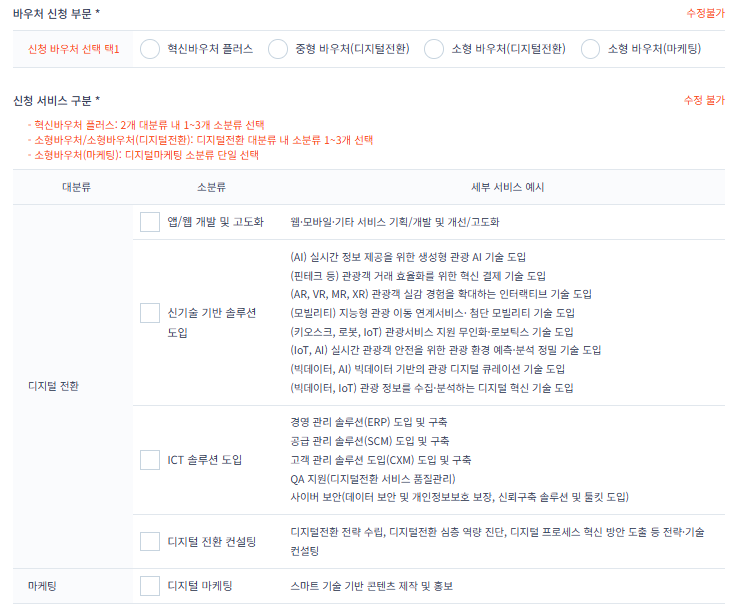 바우처 신청 부문 *
수정불가
신청 바우처 선택 택1
혁신바우처 플러스
중형 바우처(디지털전환)
소형 바우처(디지털전환)
소형 바우처(마케팅)
신청 서비스 구분 *
수정 불가
- 혁신바우처 플러스: 2개 대분류 내 1~3개 소분류 선택
- 소형바우처/소형바우처(디지털전환): 디지털전환 대분류 내 소분류 1~3개 선택
- 소형바우처(마케팅): 디지털마케팅 소분류 단일 선택
대분류
소분류
세부 서비스 예시
디지털 전환
앱/웹 개발 및 고도화
웹·모바일·기타 서비스 기획/개발 및 개선/고도화
신기술 기반 솔루션
도입
(AI) 실시간 정보 제공을 위한 생성형 관광 AI 기술 도입
(핀테크 등) 관광객 거래 효율화를 위한 혁신 결제 기술 도입
(AR, VR, MR, XR) 관광객 실감 경험을 확대하는 인터랙티브 기술 도입
(모빌리티) 지능형 관광 이동 연계서비스· 첨단 모빌리티 기술 도입
(키오스크, 로봇, IoT) 관광서비스 지원 무인화·로보틱스 기술 도입
(IoT, AI) 실시간 관광객 안전을 위한 관광 환경 예측·분석 정밀 기술 도입
(빅데이터, AI) 빅데이터 기반의 관광 디지털 큐레이션 기술 도입
(빅데이터, IoT) 관광 정보를 수집·분석하는 디지털 혁신 기술 도입
ICT 솔루션 도입
경영 관리 솔루션(ERP) 도입 및 구축
공급 관리 솔루션(SCM) 도입 및 구축
고객 관리 솔루션 도입(CXM) 도입 및 구축
QA 지원(디지털전환 서비스 품질관리)
사이버 보안(데이터 보안 및 개인정보보호 보장, 신뢰구축 솔루션 및 툴킷 도입)
디지털 전환 컨설팅
디지털전환 전략 수립, 디지털전환 심층 역량 진단, 디지털 프로세스 혁신 방안 도출 등 전략·기술
컨설팅
마케팅
디지털 마케팅
스마트 기술 기반 콘텐츠 제작 및 홍보